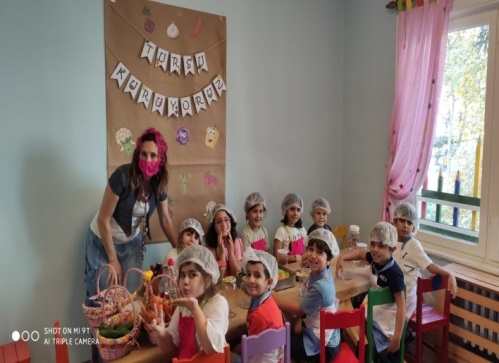 TURŞU
KURUYORUZ
SHOT ON MI 9T
AI TRIPLE CAMERA